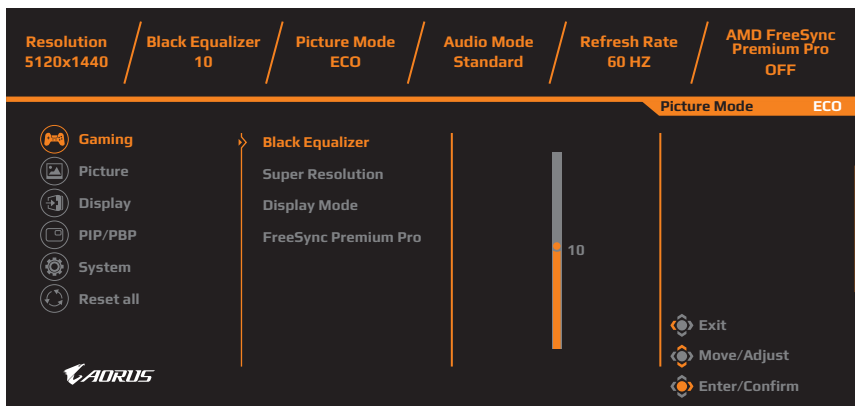 Resolution
5120x1440
Black Equalizer
10
Picture Mode
ECO
Audio Mode
Standard
Refresh Rate
60 HZ
AMD FreeSync
Premium Pro
OFF
Picture Mode ECO
Gaming
Picture
Display
PIP/PBP
System
Reset all
Black Equalizer
Super Resolution
Display Mode
FreeSync Premium Pro
10
Exit
Move/Adjust
Enter/Confirm
AORUS